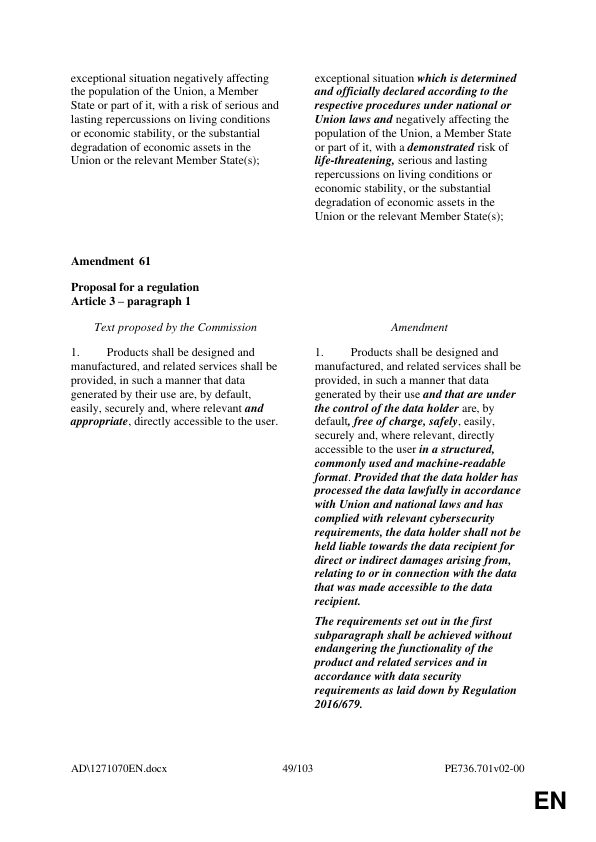 exceptional situation negatively affecting
the population of the Union, a Member
State or part of it, with a risk of serious and
lasting repercussions on living conditions
or economic stability, or the substantial
degradation of economic assets in the
Union or the relevant Member State(s);
exceptional situation which is determined
and officially declared according to the
respective procedures under national or
Union laws and negatively affecting the
population of the Union, a Member State
or part of it, with a demonstrated risk of
life-threatening, serious and lasting
repercussions on living conditions or
economic stability, or the substantial
degradation of economic assets in the
Union or the relevant Member State(s);
Amendment 61
Proposal for a regulation
Article 3 – paragraph 1
Text proposed by the Commission
Amendment
1. Products shall be designed and
manufactured, and related services shall be
provided, in such a manner that data
generated by their use are, by default,
easily, securely and, where relevant and
appropriate, directly accessible to the user.
1. Products shall be designed and
manufactured, and related services shall be
provided, in such a manner that data
generated by their use and that are under
the control of the data holder are, by
default, free of charge, safely, easily,
securely and, where relevant, directly
accessible to the user in a structured,
commonly used and machine-readable
format. Provided that the data holder has
processed the data lawfully in accordance
with Union and national laws and has
complied with relevant cybersecurity
requirements, the data holder shall not be
held liable towards the data recipient for
direct or indirect damages arising from,
relating to or in connection with the data
that was made accessible to the data
recipient.
The requirements set out in the first
subparagraph shall be achieved without
endangering the functionality of the
product and related services and in
accordance with data security
requirements as laid down by Regulation
2016/679.
AD\1271070EN.docx 49/103 PE736.701v02-00
EN